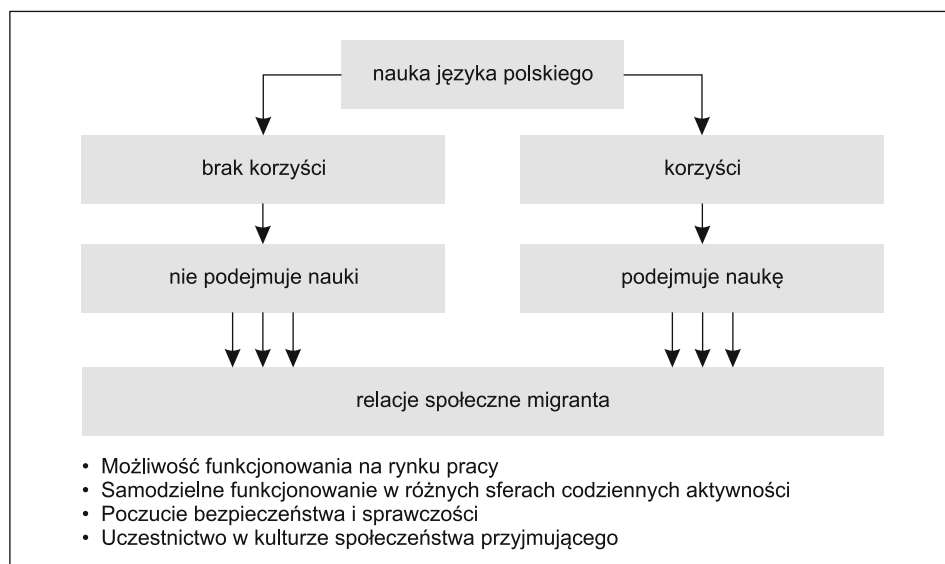 nauka języka polskiego
brak korzyści
korzyści
nie podejmuje nauki
podejmuje naukę
relacje społeczne migranta
• Możliwość funkcjonowania na rynku pracy
• Samodzielne funkcjonowanie w różnych sferach codziennych aktywności
• Poczucie bezpieczeństwa i sprawczości
• Uczestnictwo w kulturze społeczeństwa przyjmującego